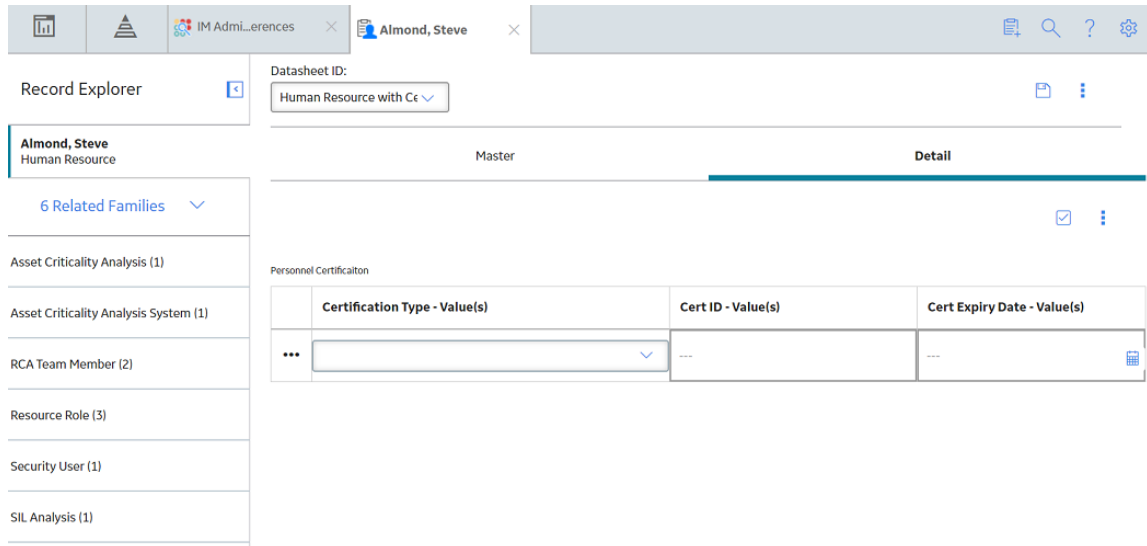 IM Admi...erences
Almond, Steve
Record Explorer
Almond, Steve
Human Resource
6 Related Families
Asset Criticality Analysis (1)
Asset Criticality Analysis System (1)
RCA Team Member (2)
Resource Role (3)
Security User (1)
SIL Analysis (1)
Datasheet ID:
Human Resource with Ce
Master Detail
Personnel Certificaiton
Certification Type - Value(s) Cert ID - Value(s) Cert Expiry Date - Value(s)
--- ---